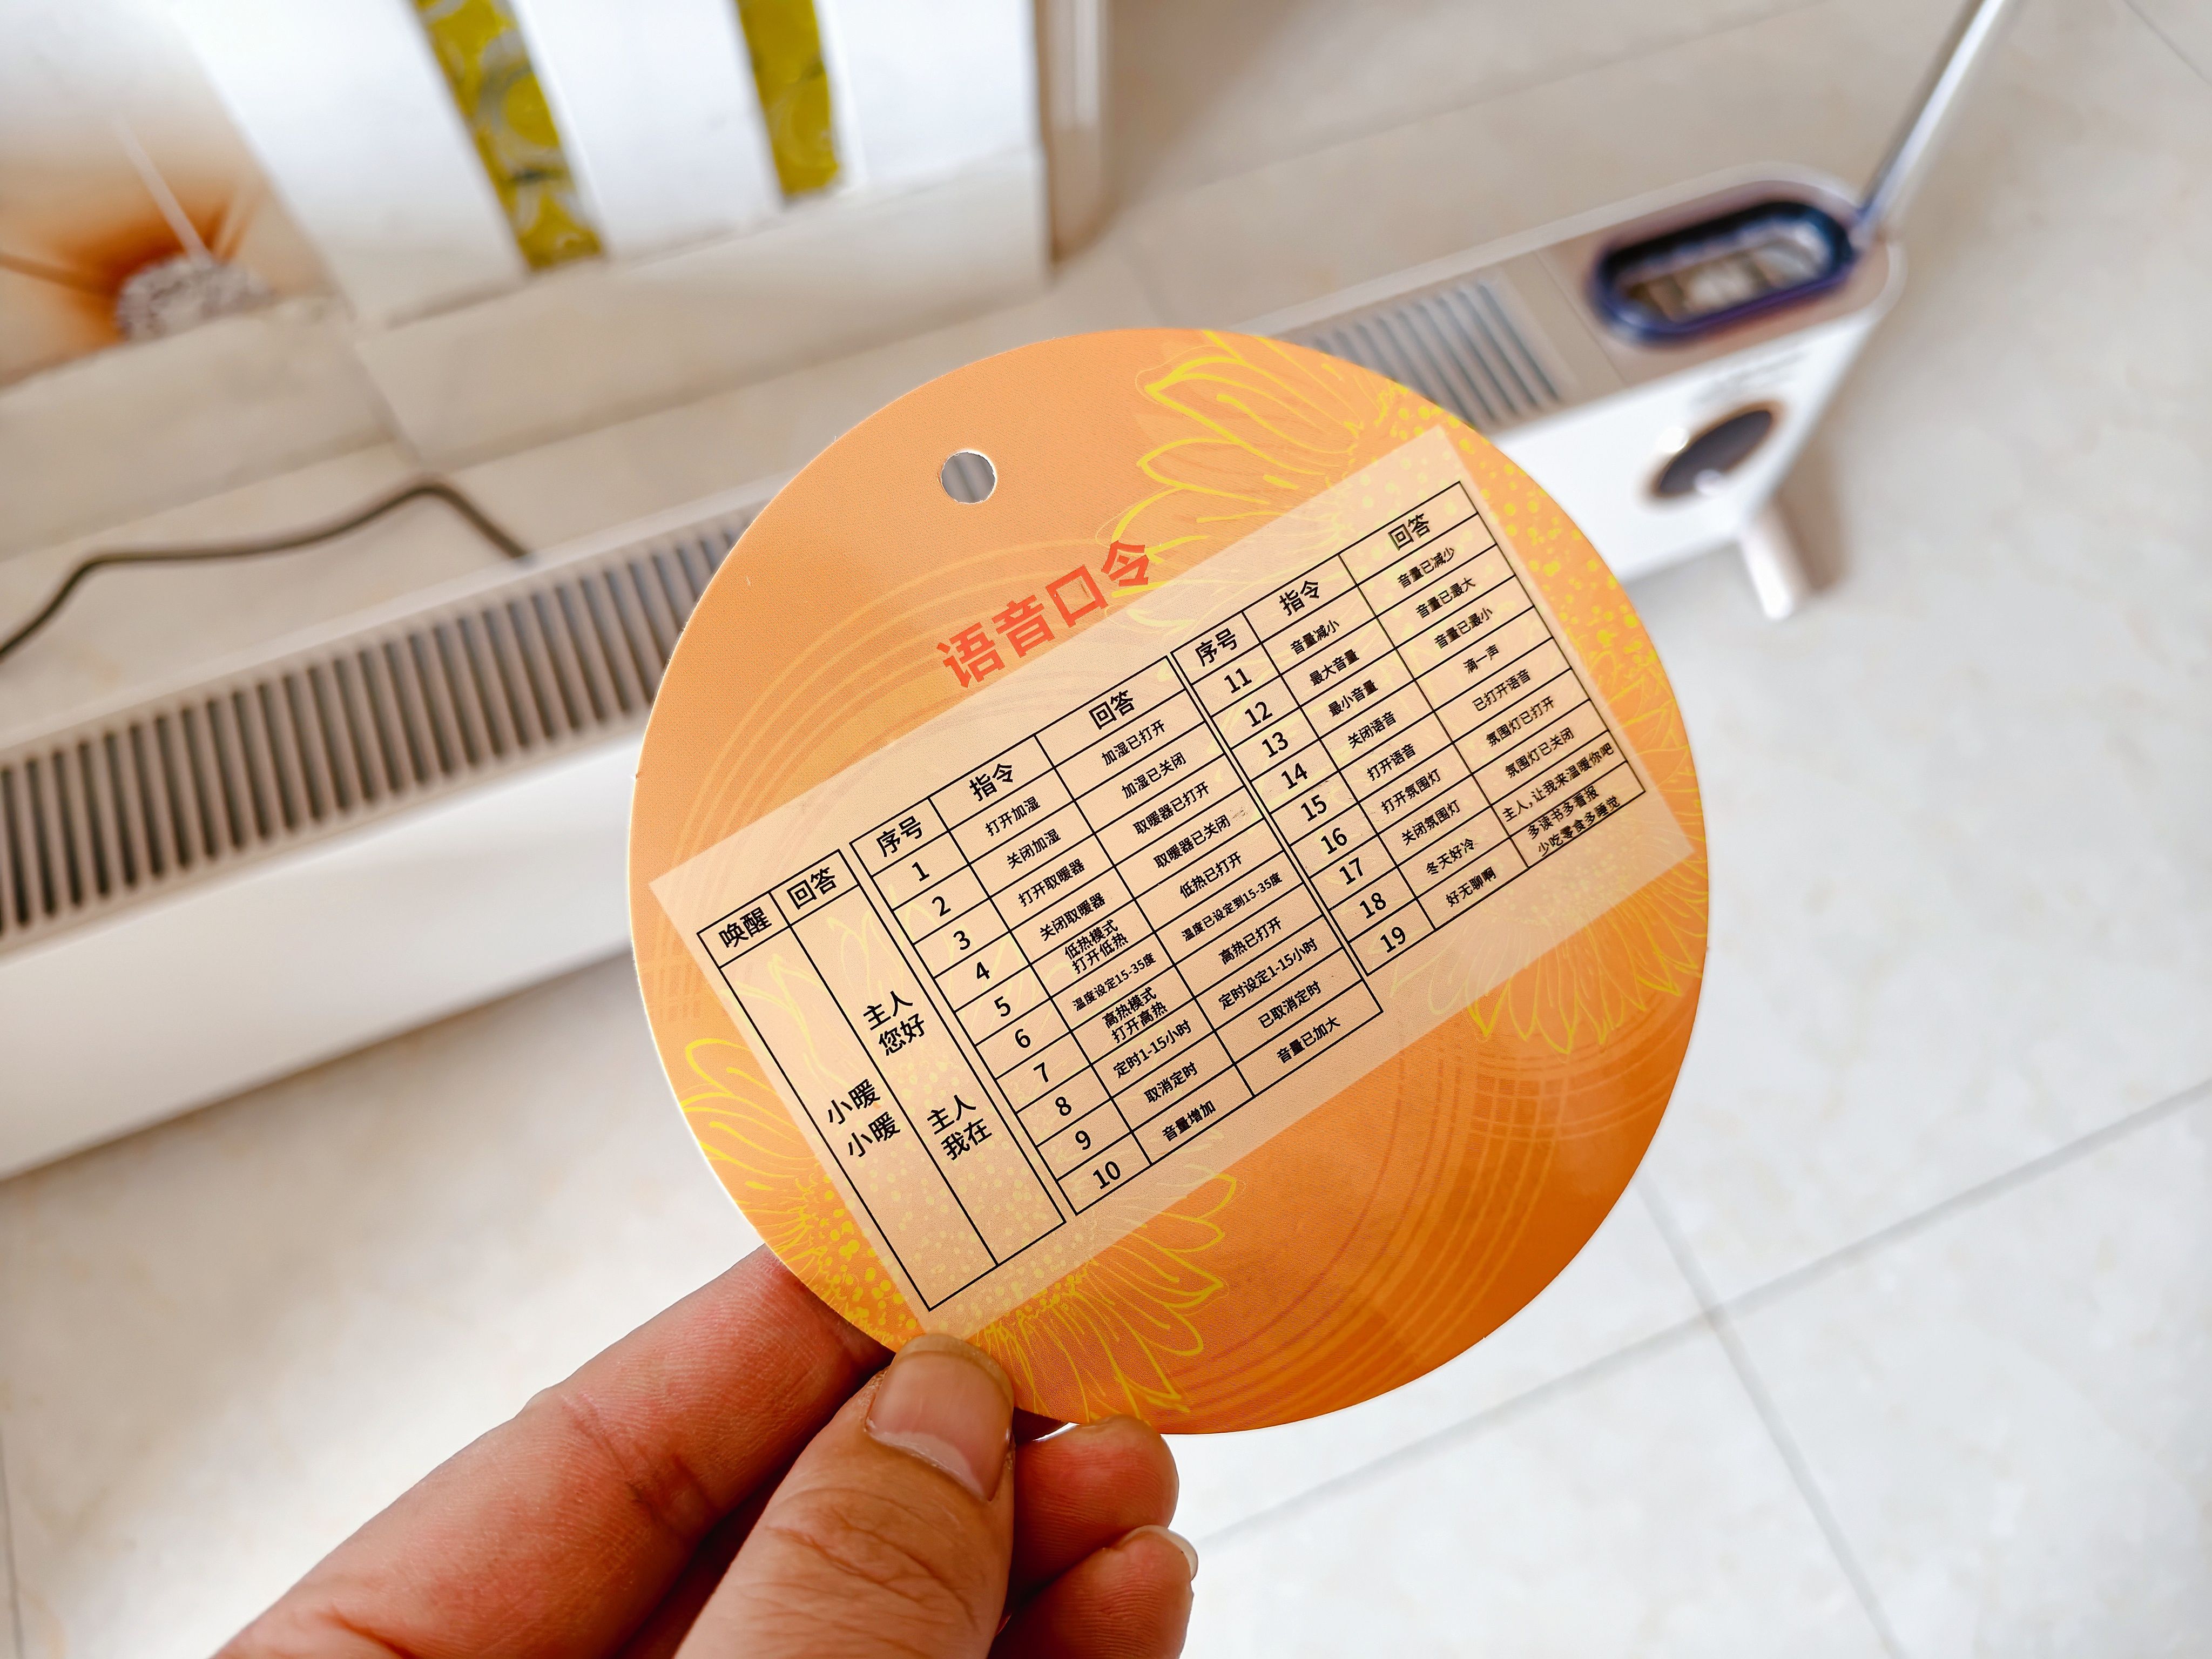 语音口令
唤醒 回答
小暖
小暖
主人
您好
主人
我在
序号 指令 回答
1 打开加湿 加湿已打开
2 关闭加湿 加湿已关闭
3 打开取暖器 取暖器已打开
4 关闭取暖器 取暖器已关闭
5 低热模式
打开低热 低热已打开
6 温度设定15-35度 温度已设定到15-35度
7 高热模式
打开高热 高热已打开
8 定时1-15小时 定时设定1-15小时
9 取消定时 已取消定时
10 音量增加 音量已加大
序号 指令 回答
11 音量减小 音量已减少
12 最大音量 音量已最大
13 最小音量 音量已最小
14 关闭语音 滴一声
15 打开语音 已打开语音
16 打开氛围灯 氛围灯已打开
17 关闭氛围灯 氛围灯已关闭
18 冬天好冷 主人,让我来温暖你吧
19 好无聊啊 多读书多看报
少吃零食多睡觉